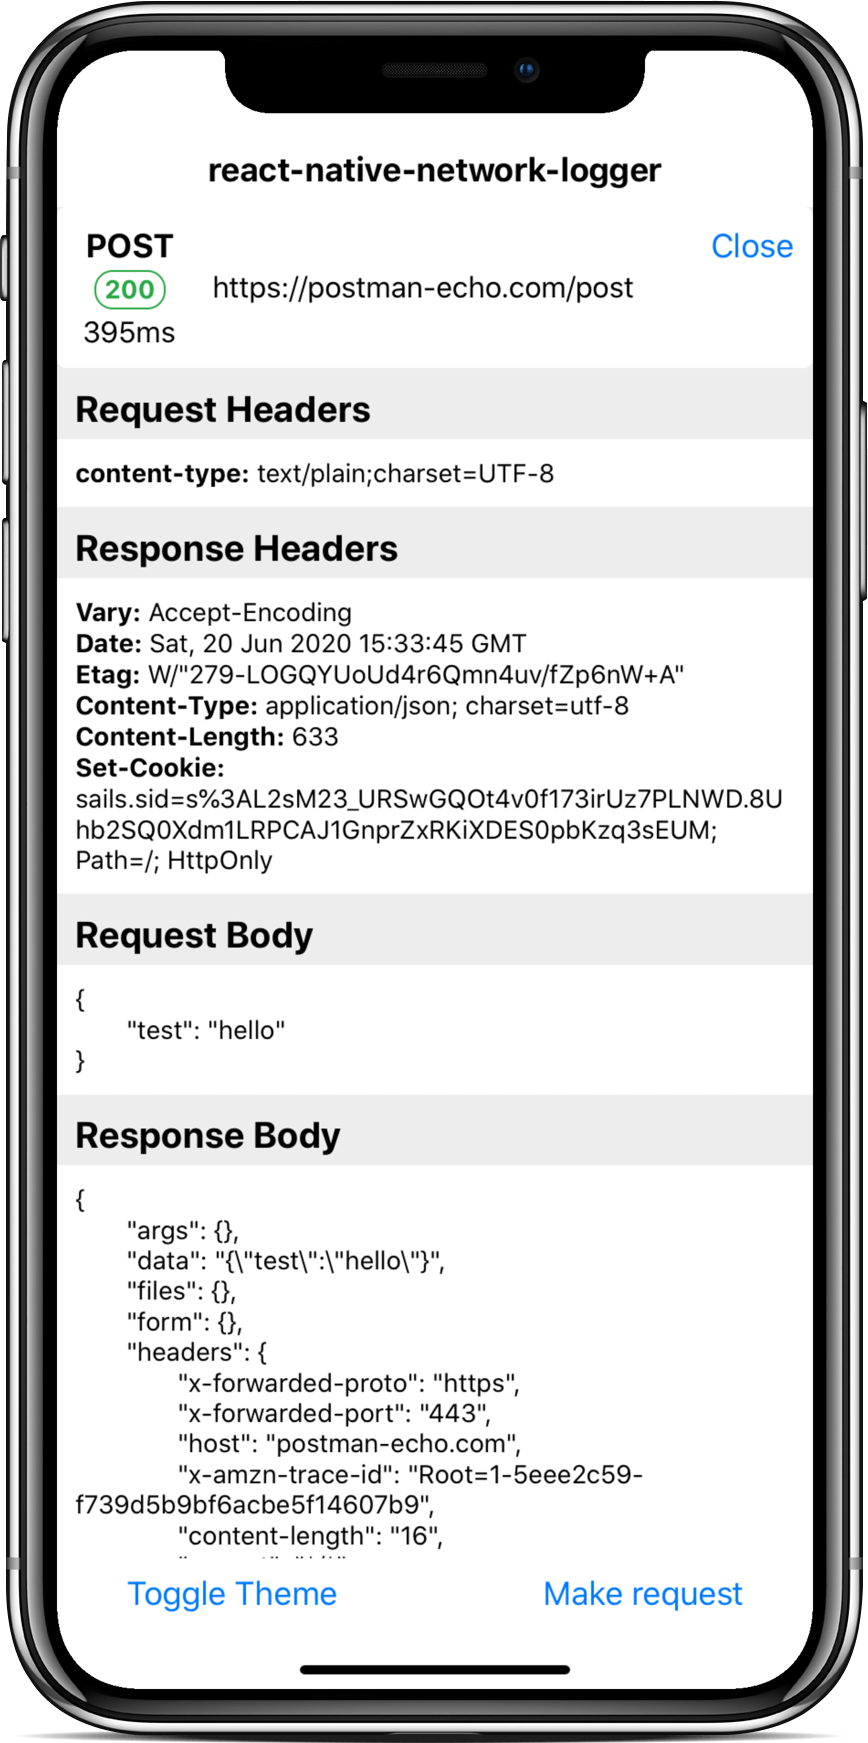 react-native-network-logger
POST
Close
200
https://postman-echo.com/post
395ms
Request Headers
content-type: text/plain;charset=UTF-8
Response Headers
Vary: Accept-Encoding
Date: Sat, 20 Jun 2020 15:33:45 GMT
Etag: W/"279-LOGQYUoUd4r6Qmn4uv/fZp6nW+A"
Content-Type: application/json; charset=utf-8
Content-Length: 633
Set-Cookie:
sails.sid=s%3AL2sM23_URSwGQOt4v0f173irUz7PLNWD.8U
hb2SQ0Xdm1LRPCAJ1GnprZxRKiXDES0pbKzq3sEUM;
Path=/; HttpOnly
Request Body
{
"test": "hello"
}
Response Body
{
"args": {},
"data": "{\"test\":\"hello\"}",
"files": {},
"form": {},
"headers": {
"x-forwarded-proto": "https",
"x-forwarded-port": "443",
"host": "postman-echo.com",
"x-amzn-trace-id": "Root=1-5eee2c59-
f739d5b9bf6acbe5f14607b9",
"content-length": "16",
Toggle Theme
Make request